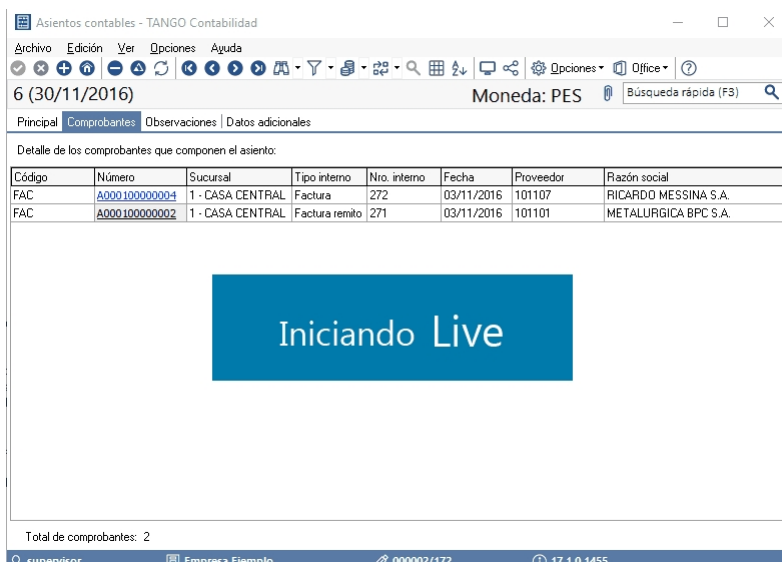 Asientos contables - TANGO Contabilidad
Archivo Edición Ver Opciones Ayuda
Opciones Office
6 (30/11/2016) Moneda: PES Búsqueda rápida (F3)
Principal Comprobantes Observaciones Datos adicionales
Detalle de los comprobantes que componen el asiento:
Código Número Sucursal Tipo interno Nro. interno Fecha Proveedor Razón social
FAC A000100000004 1 - CASA CENTRAL Factura 272 03/11/2016 101107 RICARDO MESSINA S.A.
FAC A000100000002 1 - CASA CENTRAL Factura remito 271 03/11/2016 101101 METALURGICA BPC S.A.
Iniciando Live
Total de comprobantes: 2
supervisor Empresa Ejemplo 000002/172 17.1.0.1455